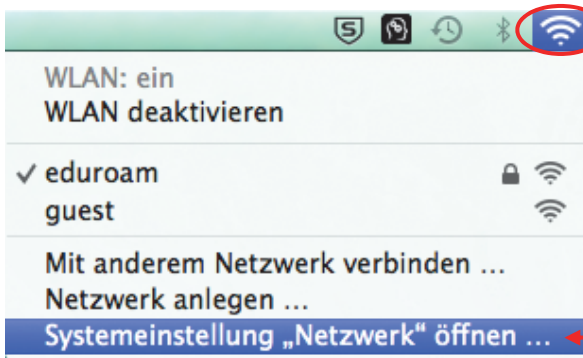 WLAN: ein
WLAN deaktivieren
eduroam
guest
Mit anderem Netzwerk verbinden ...
Netzwerk anlegen ...
Systemeinstellung „Netzwerk“ öffnen ...